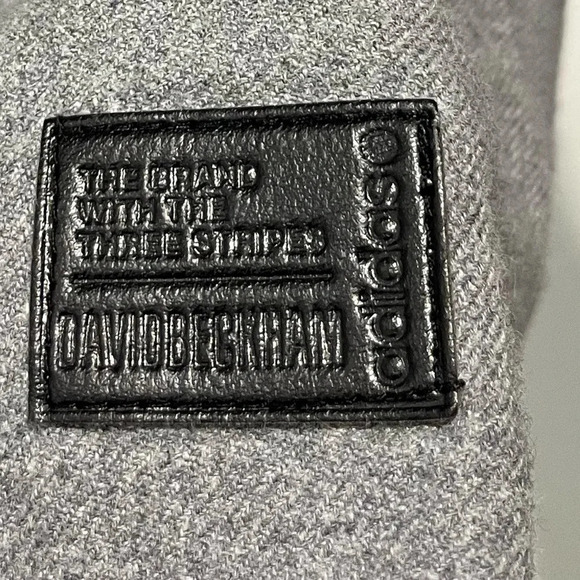 THE BRAND
WITH THE
THREE STRIPES
DAVIDBECKHAM
adidas